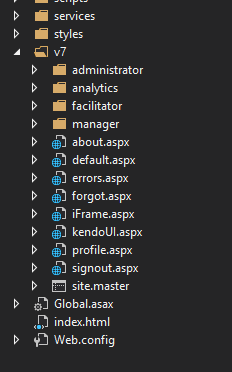 services
styles
v7
administrator
analytics
facilitator
manager
about.aspx
default.aspx
errors.aspx
forgot.aspx
iFrame.aspx
kendoUI.aspx
profile.aspx
signout.aspx
site.master
Global.asax
index.html
Web.config